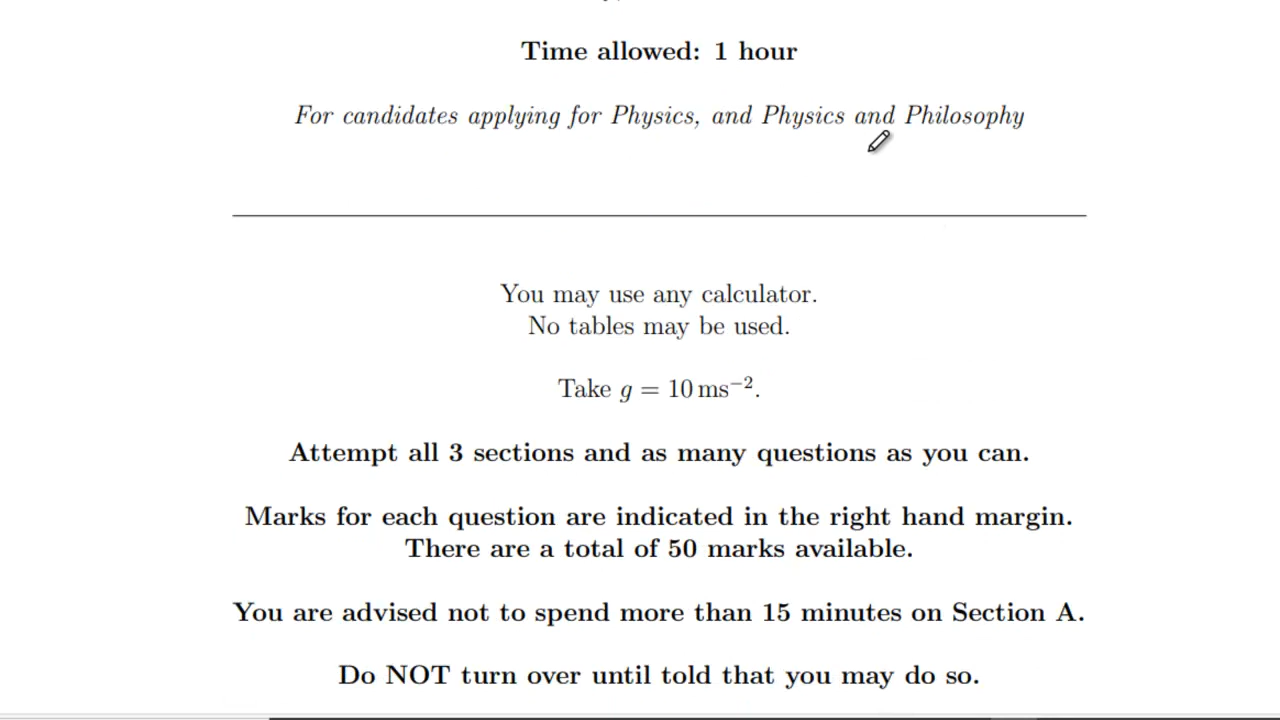 Time allowed: 1 hour
For candidates applying for Physics, and Physics and Philosophy
You may use any calculator.
No tables may be used.
Take g = 10 ms⁻².
Attempt all 3 sections and as many questions as you can.
Marks for each question are indicated in the right hand margin.
There are a total of 50 marks available.
You are advised not to spend more than 15 minutes on Section A.
Do NOT turn over until told that you may do so.